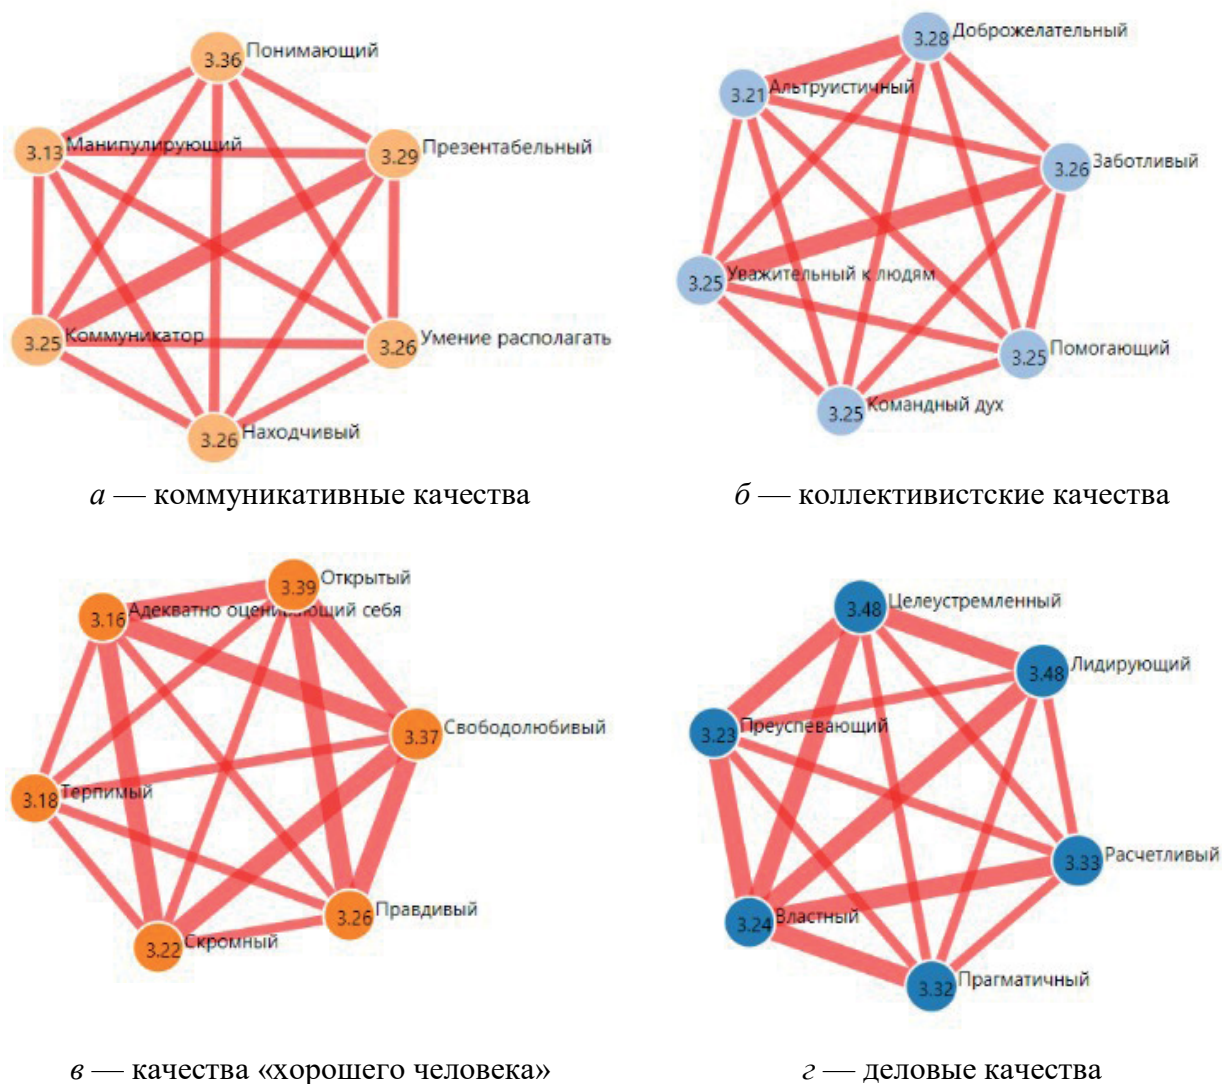 3.36 Понимающий
3.13 Манипулирующий
3.29 Презентабельный
3.25 Коммуникатор
3.26 Умение располагать
3.26 Находчивый
а — коммуникативные качества
3.28 Доброжелательный
3.21 Альтруистичный
3.26 Заботливый
3.25 Уважительный к людям
3.25 Помогающий
3.25 Командный дух
б — коллективистские качества
3.39 Открытый
3.16 Адекватно оценивающий себя
3.37 Свободолюбивый
3.18 Терпимый
3.26 Правдивый
3.22 Скромный
в — качества «хорошего человека»
3.48 Целеустремленный
3.48 Лидирующий
3.23 Преуспевающий
3.33 Расчетливый
3.24 Властный
3.32 Прагматичный
г — деловые качества